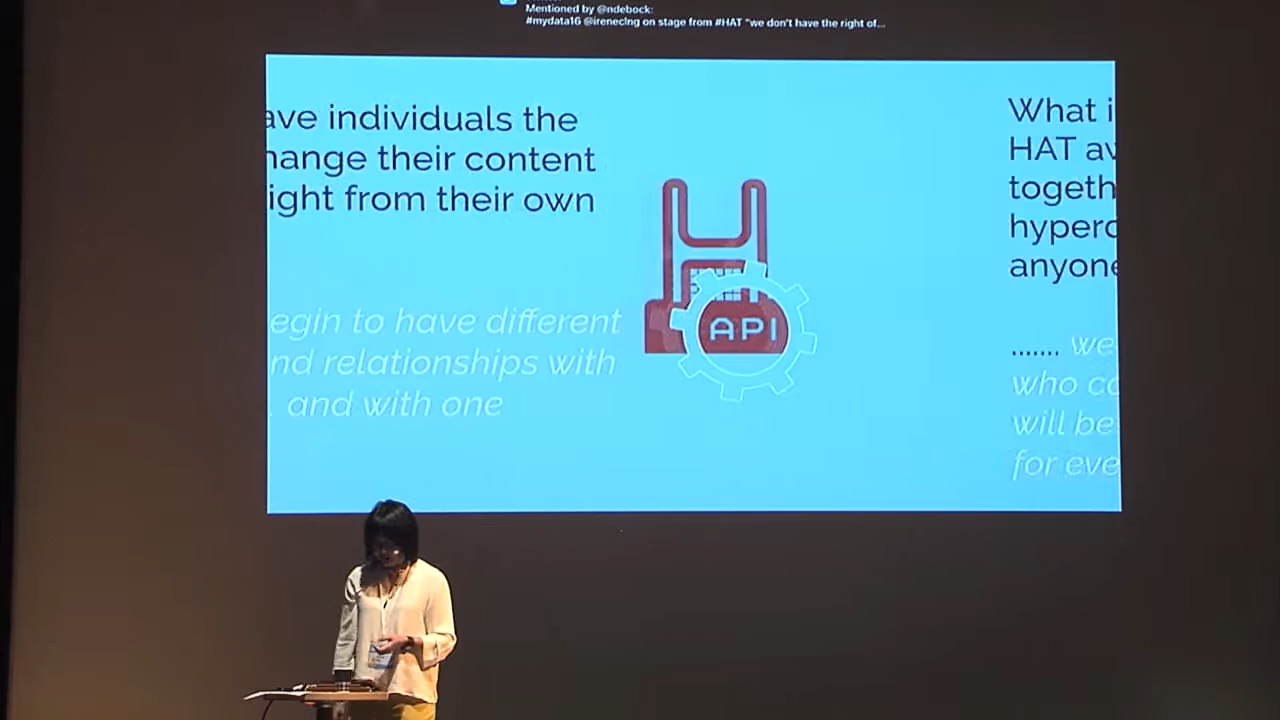 Mentioned by @ndebock:
#mydata16 @ireneclng on stage from #HAT "we don't have the right of...
ave individuals the
hange their content
ight from their own
egin to have different
nd relationships with
. and with one
API
What i
HAT av
togeth
hyperc
anyone
....... we
who co
will be
for eve